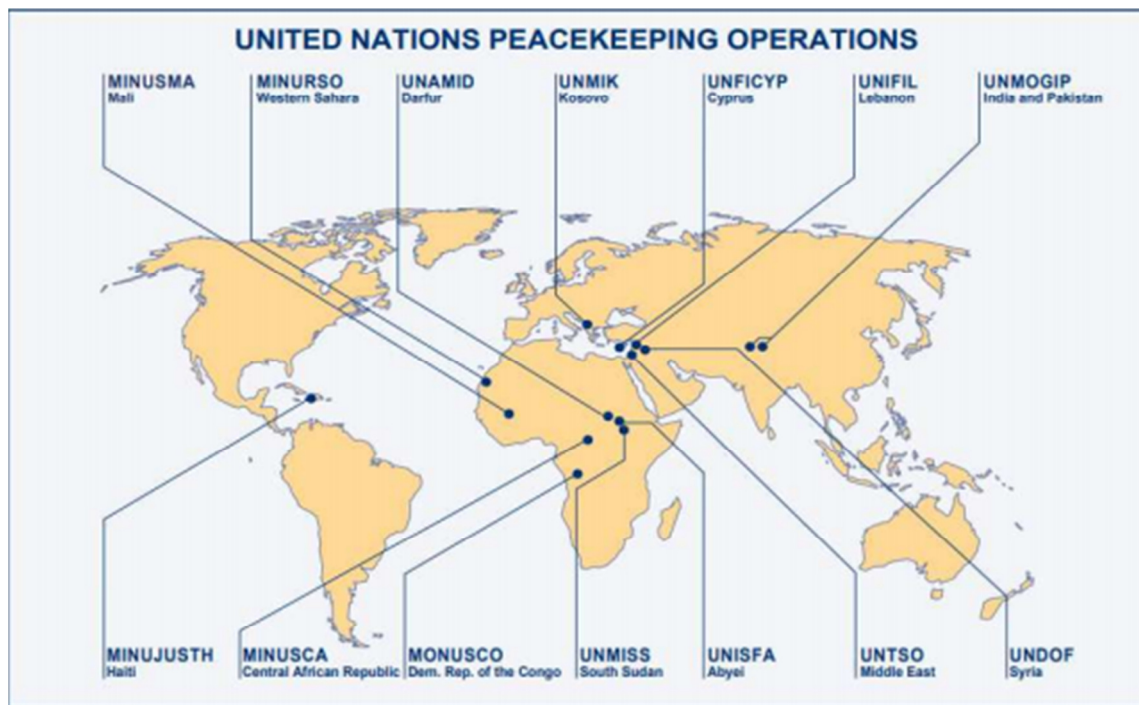 UNITED NATIONS PEACEKEEPING OPERATIONS
MINUSMA
Mali
MINURSO
Western Sahara
UNAMID
Darfur
UNMIK
Kosovo
UNFICYP
Cyprus
UNIFIL
Lebanon
UNMOGIP
India and Pakistan
MINUJUSTH
Haiti
MINUSCA
Central African Republic
MONUSCO
Dem. Rep. of the Congo
UNMISS
South Sudan
UNISFA
Abyei
UNTSO
Middle East
UNDOF
Syria